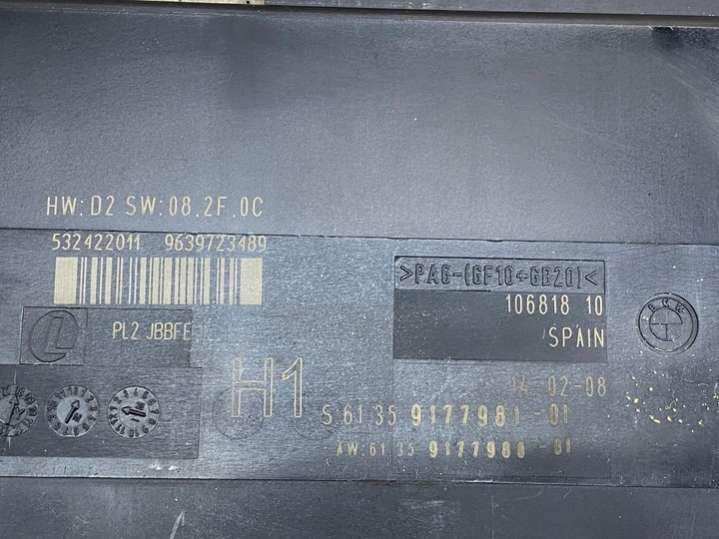 HW:D2 SW:08.2F.0C
532422011 9639723489
>PA6-(GF10+GB20)<
106818 10
PL2 JBBFE
SPAIN
H1
14-02-08
S 61 35 9177981-01
AW:61 35 9177980-01